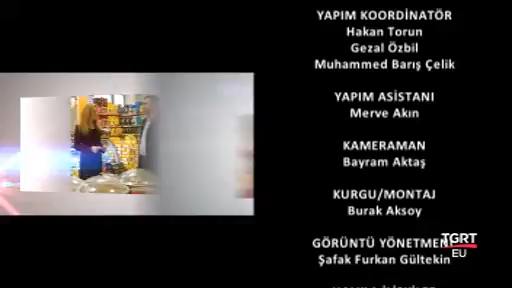 YAPIM KOORDİNATÖR
Hakan Torun
Gezal Özbil
Muhammed Barış Çelik
YAPIM ASİSTANI
Merve Akın
KAMERAMAN
Bayram Aktaş
KURGU/MONTAJ
Burak Aksoy
GÖRÜNTÜ YÖNETMENİ
Şafak Furkan Gültekin
TGRT
EU